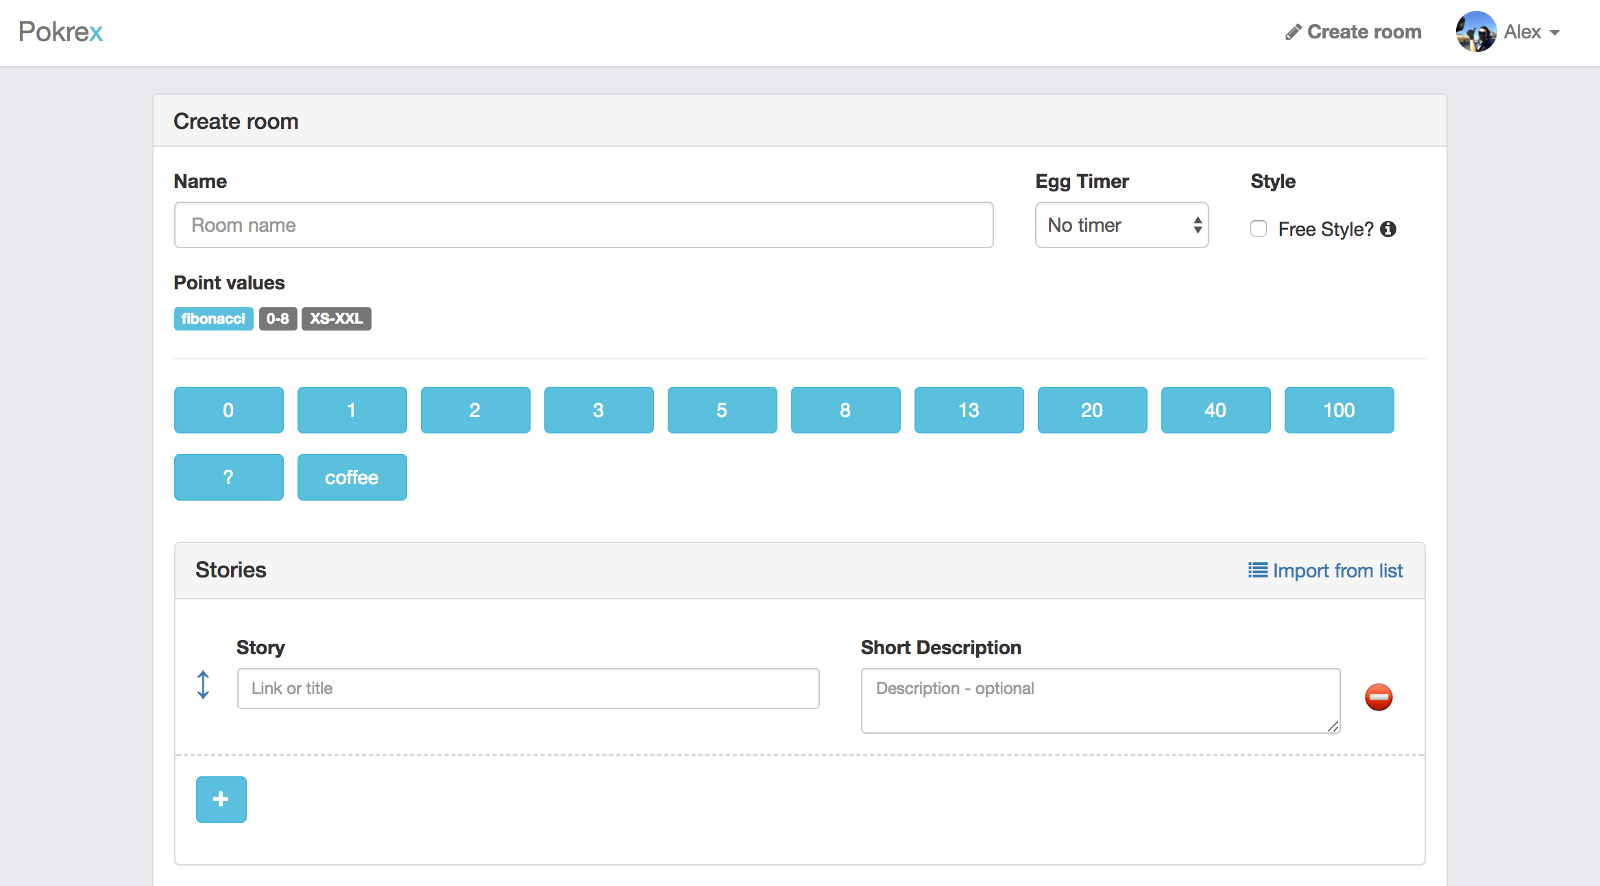 Pokrex
Create room
Alex
Create room
Name
Egg Timer
Style
Room name
No timer
Free Style?
Point values
fibonacci 0-8 XS-XXL
0 1 2 3 5 8 13 20 40 100
? coffee
Stories
Import from list
Story
Short Description
Link or title
Description - optional